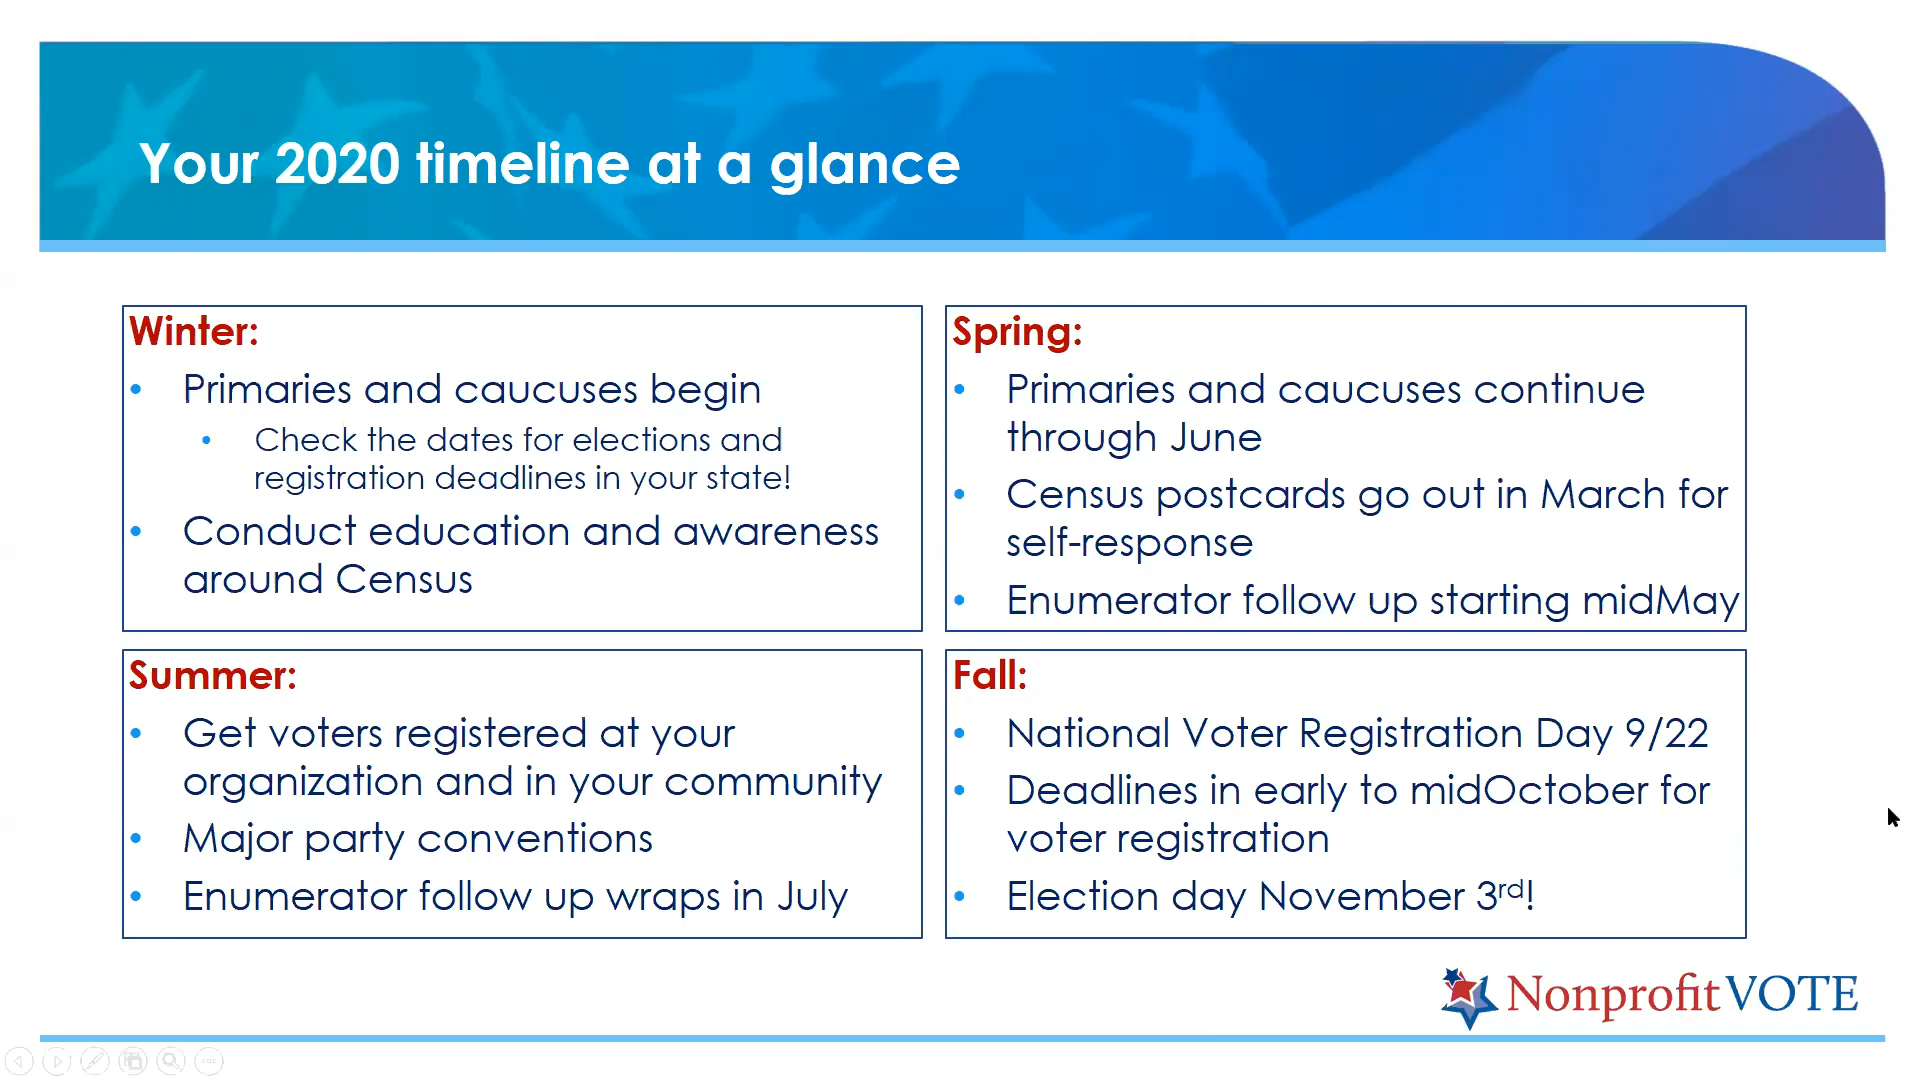 Your 2020 timeline at a glance
Winter:
• Primaries and caucuses begin
• Check the dates for elections and
registration deadlines in your state!
• Conduct education and awareness
around Census
Spring:
• Primaries and caucuses continue
through June
• Census postcards go out in March for
self-response
• Enumerator follow up starting midMay
Summer:
• Get voters registered at your
organization and in your community
• Major party conventions
• Enumerator follow up wraps in July
Fall:
• National Voter Registration Day 9/22
• Deadlines in early to midOctober for
voter registration
• Election day November 3rd!
NonprofitVOTE